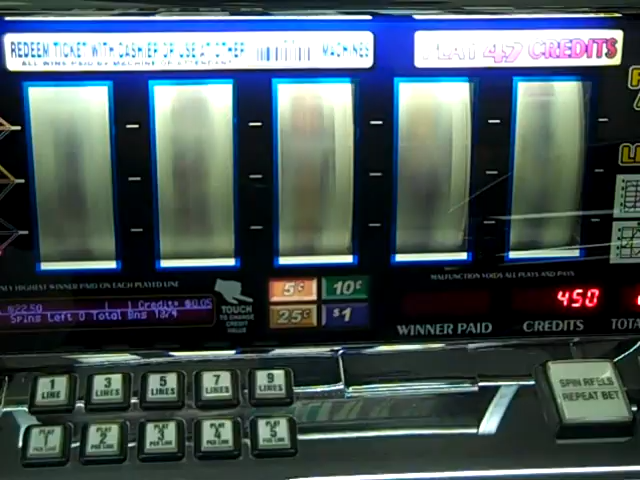 REDEEM TICKET WITH CASHIER OR USE AT OTHER MACHINES
ALL WINS PAID BY MACHINE OR ATTENDANT
PLAY 47 CREDITS
HIGHEST WINNER PAID ON EACH PLAYED LINE
MALFUNCTION VOIDS ALL PLAYS AND PAYS
$22.50 Credit= $0.05
Spins Left 0 Total Bns
TOUCH
TO CHANGE
CREDIT
VALUE
5¢ 10¢
25¢ $1
450
WINNER PAID CREDITS
1 LINE
3 LINES
5 LINES
7 LINES
9 LINES
PLAY 1 PER LINE
PLAY 2 PER LINE
PLAY 3 PER LINE
PLAY 4 PER LINE
PLAY 5 PER LINE
SPIN REELS
REPEAT BET